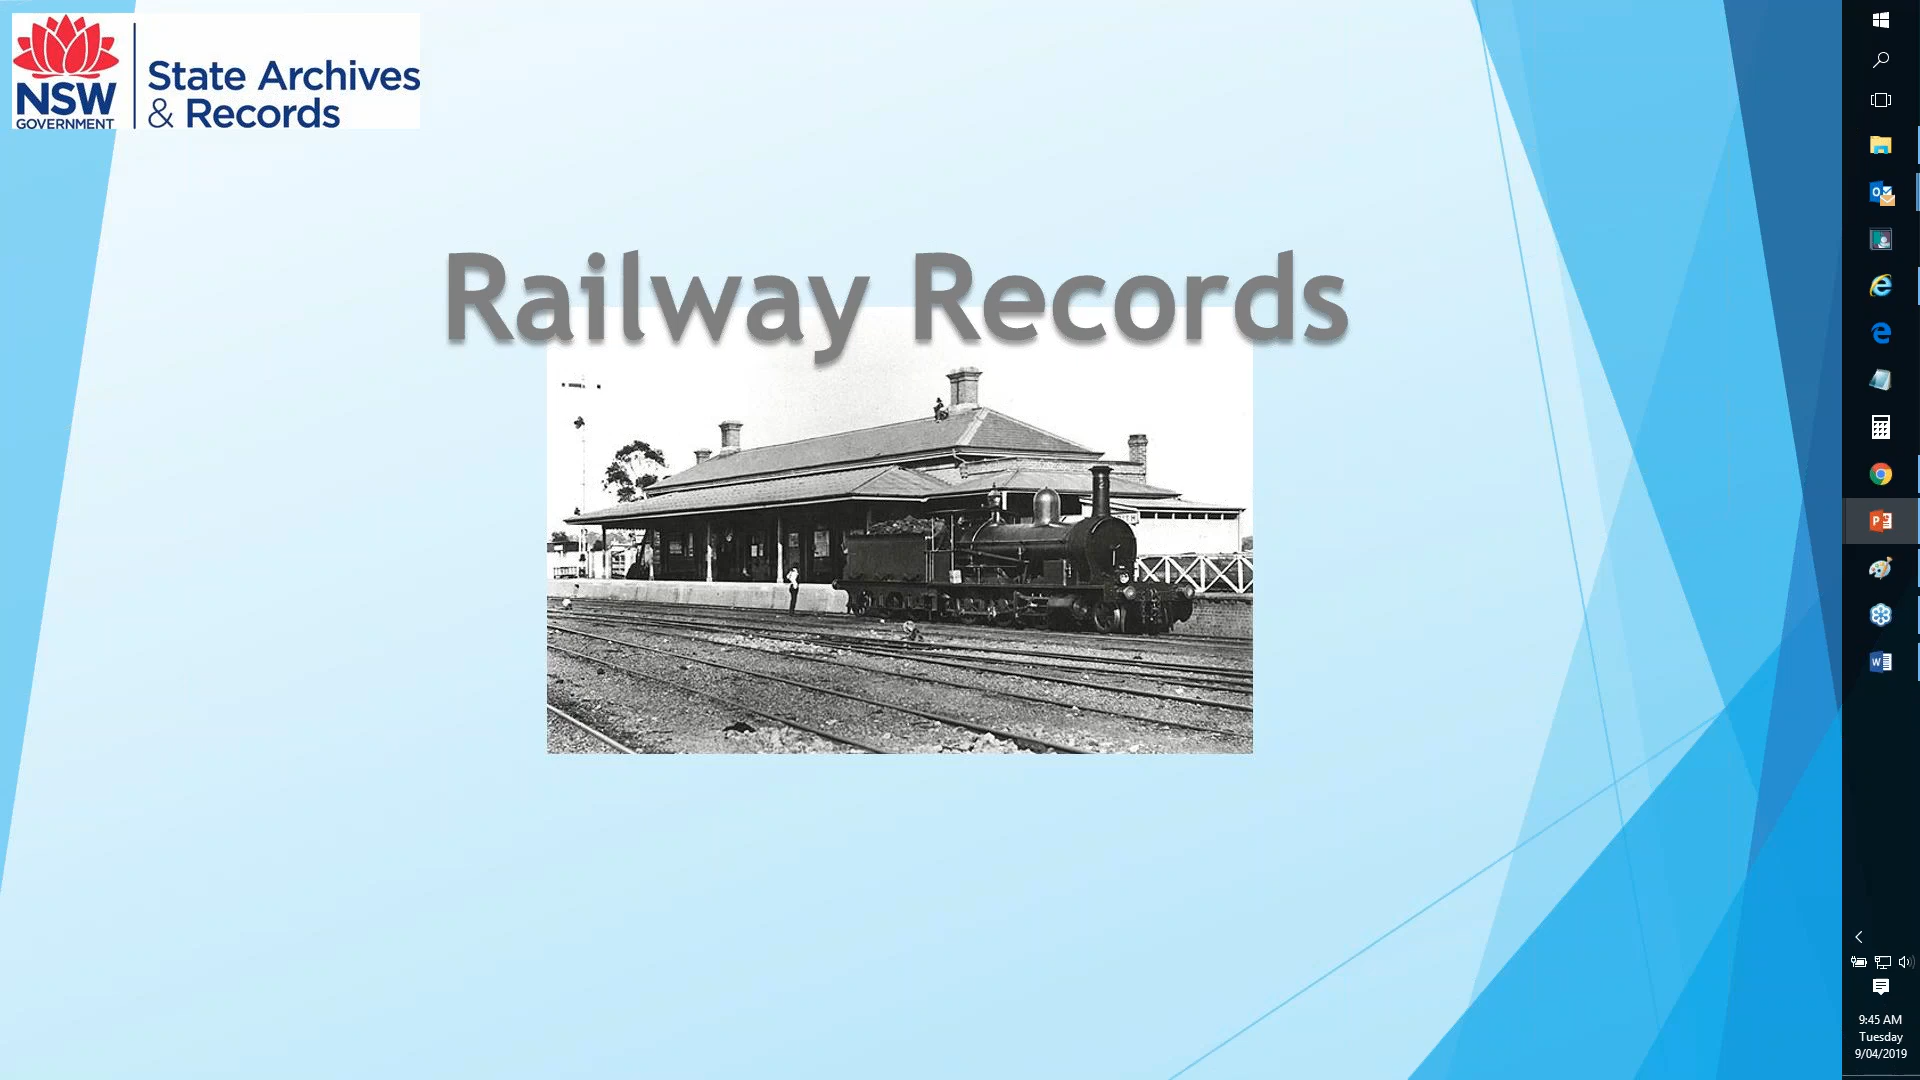 NSW
GOVERNMENT
State Archives
& Records
Railway Records
9:45 AM
Tuesday
9/04/2019